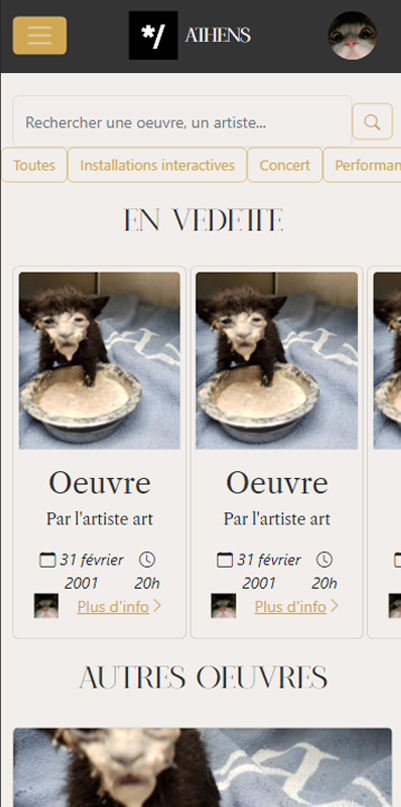 */ ATHENS
Rechercher une oeuvre, un artiste...
Toutes Installations interactives Concert Performan
EN VEDETTE
Oeuvre Oeuvre
Par l'artiste art Par l'artiste art
31 février 31 février
2001 20h 2001 20h
Plus d'info Plus d'info
AUTRES OEUVRES